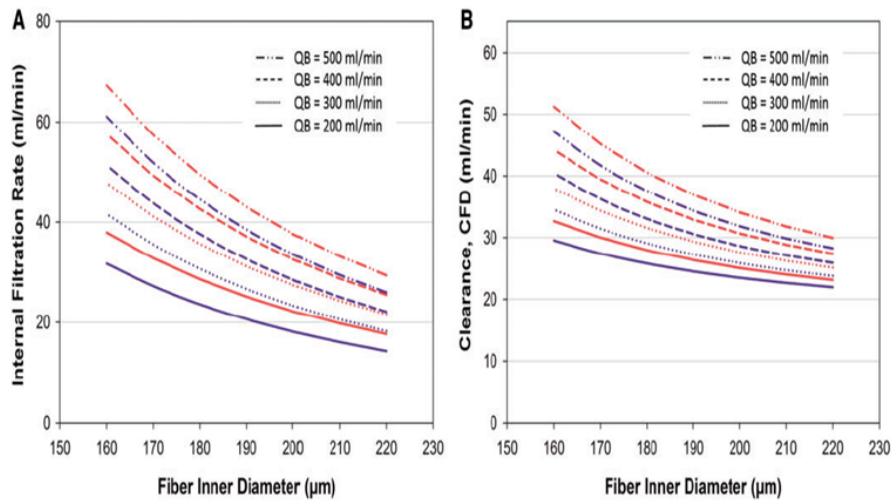 A
Internal Filtration Rate (ml/min)
80
60
40
20
0
QB = 500 ml/min
QB = 400 ml/min
QB = 300 ml/min
QB = 200 ml/min
150 160 170 180 190 200 210 220 230
Fiber Inner Diameter (µm)
B
Clearance, CFD (ml/min)
60
50
40
30
20
10
0
QB = 500 ml/min
QB = 400 ml/min
QB = 300 ml/min
QB = 200 ml/min
150 160 170 180 190 200 210 220 230
Fiber Inner Diameter (µm)